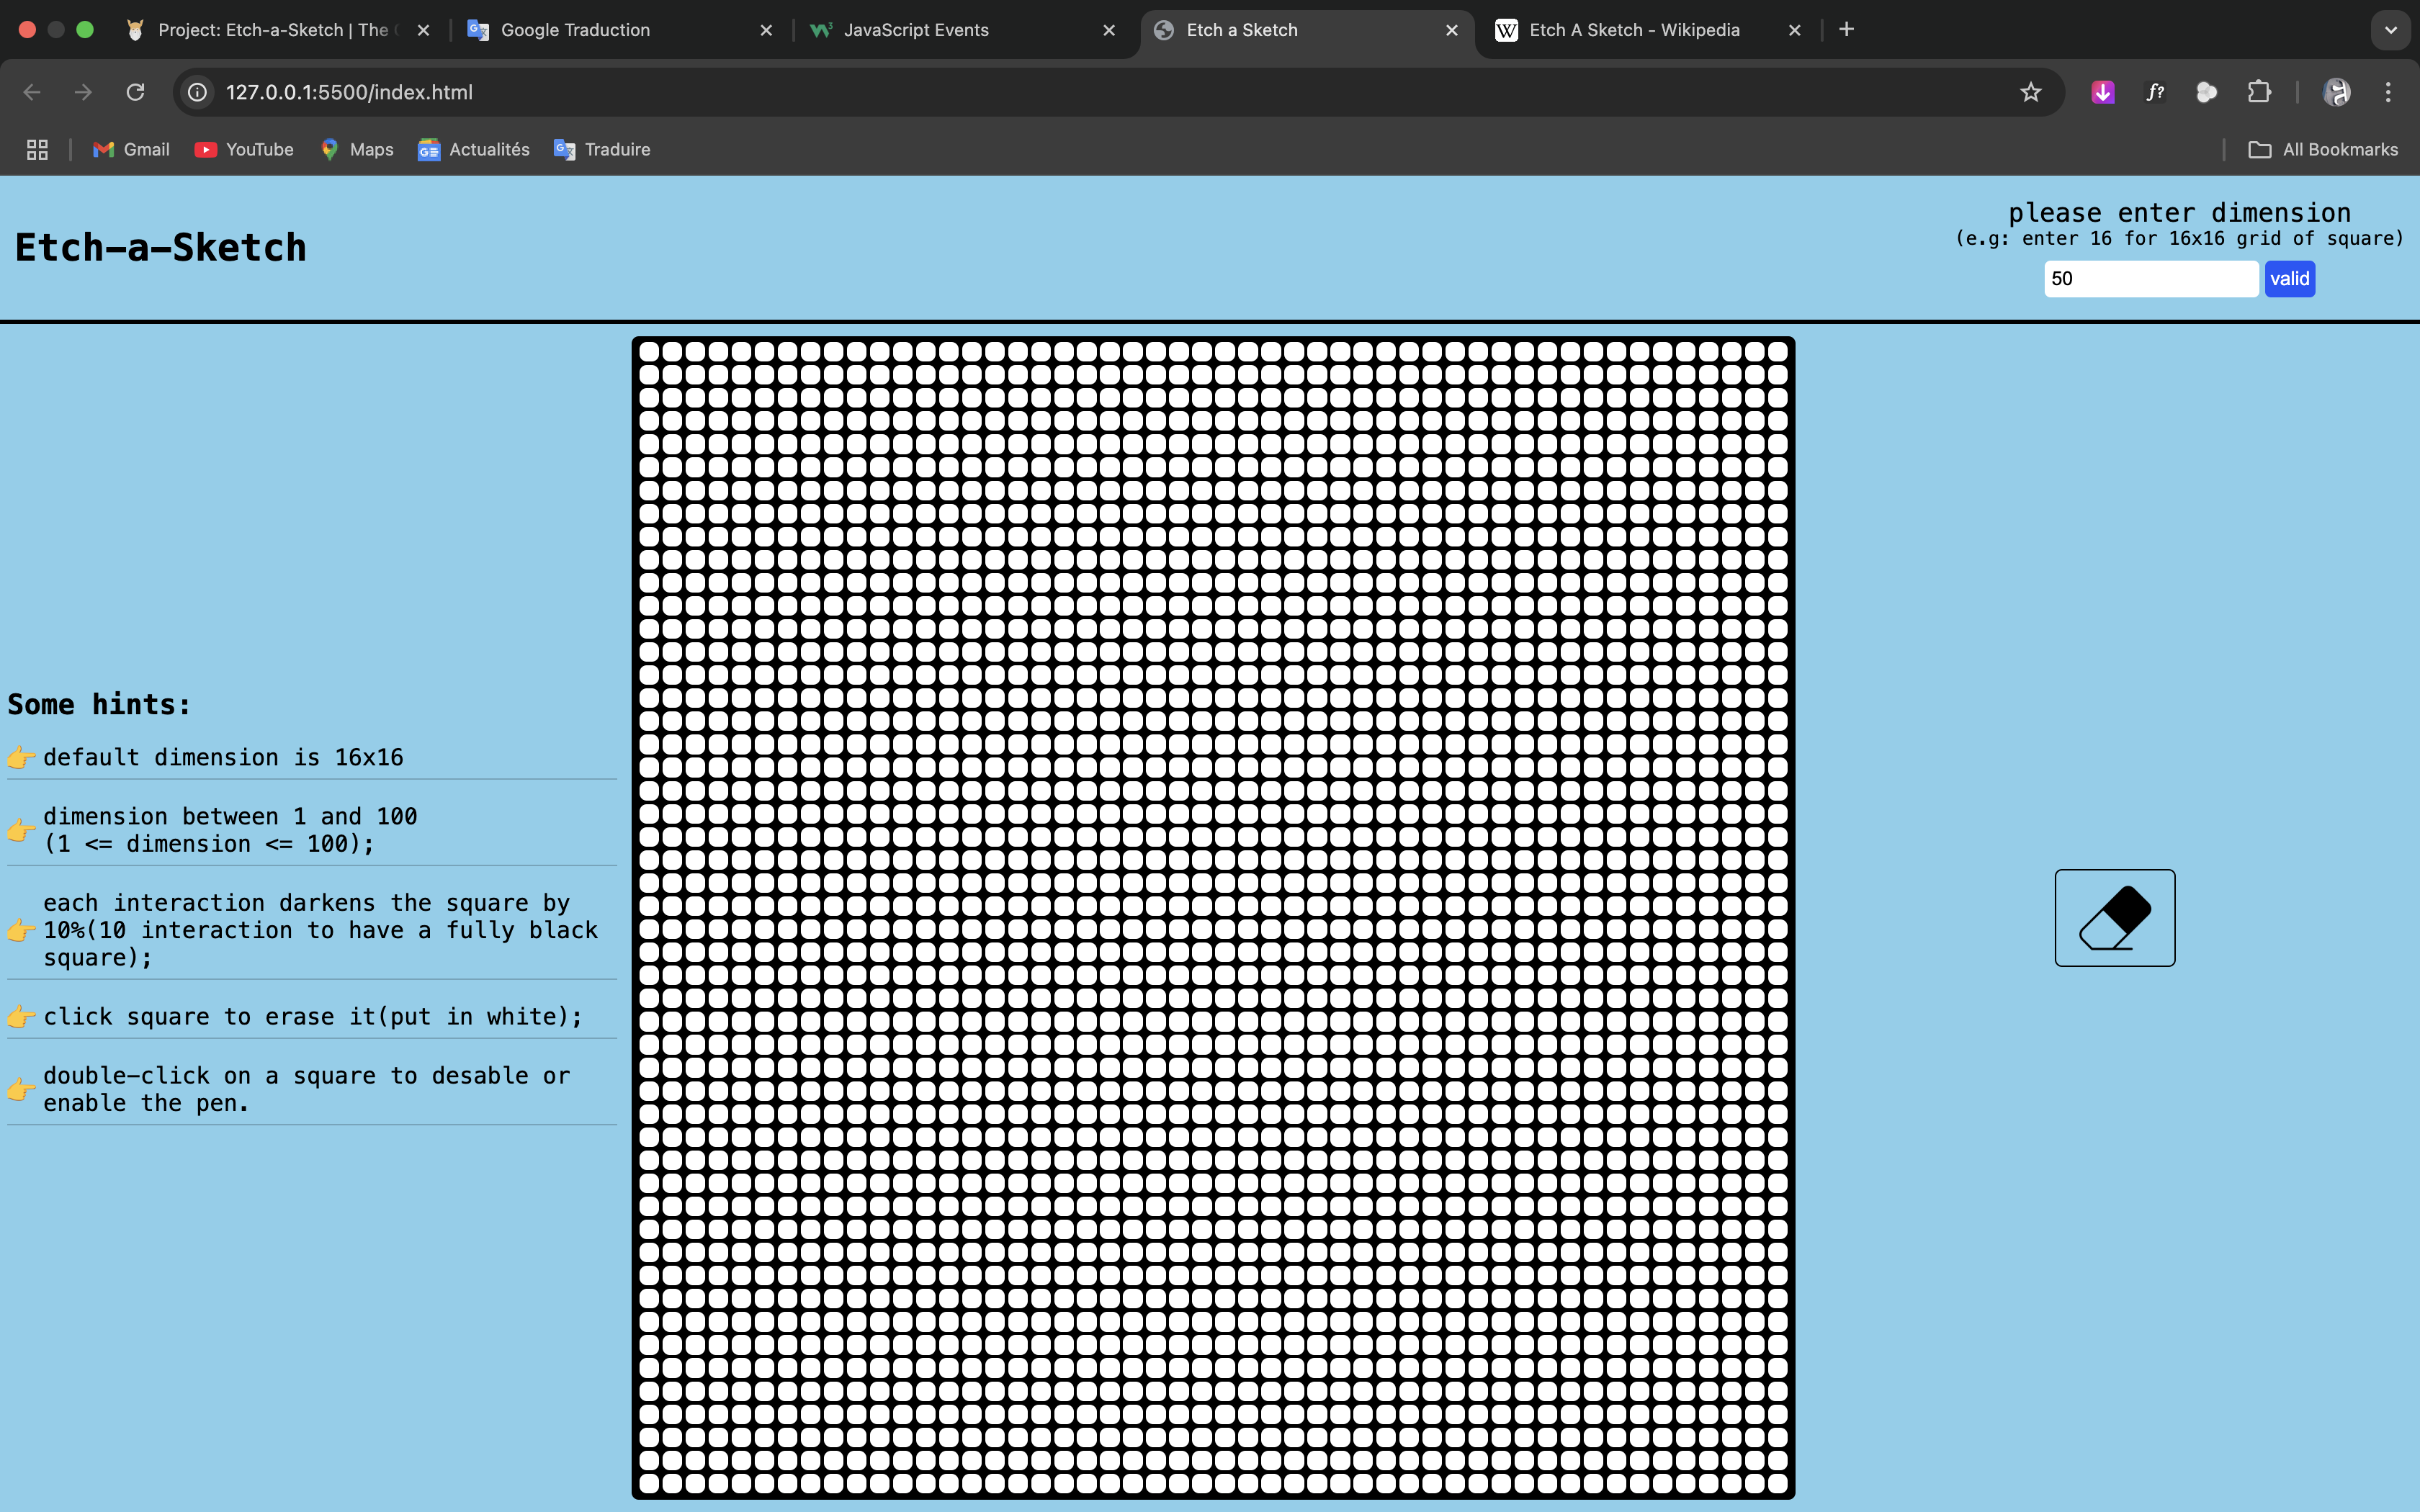 Project: Etch-a-Sketch | The
Google Traduction
JavaScript Events
Etch a Sketch
Etch A Sketch - Wikipedia
127.0.0.1:5500/index.html
f?
Gmail
YouTube
Maps
Actualités
Traduire
All Bookmarks
Etch-a-Sketch
please enter dimension
(e.g: enter 16 for 16x16 grid of square)
50
valid
Some hints:
👉 default dimension is 16x16
👉 dimension between 1 and 100
(1 <= dimension <= 100);
👉 each interaction darkens the square by
10%(10 interaction to have a fully black
square);
👉 click square to erase it(put in white);
👉 double-click on a square to desable or
enable the pen.